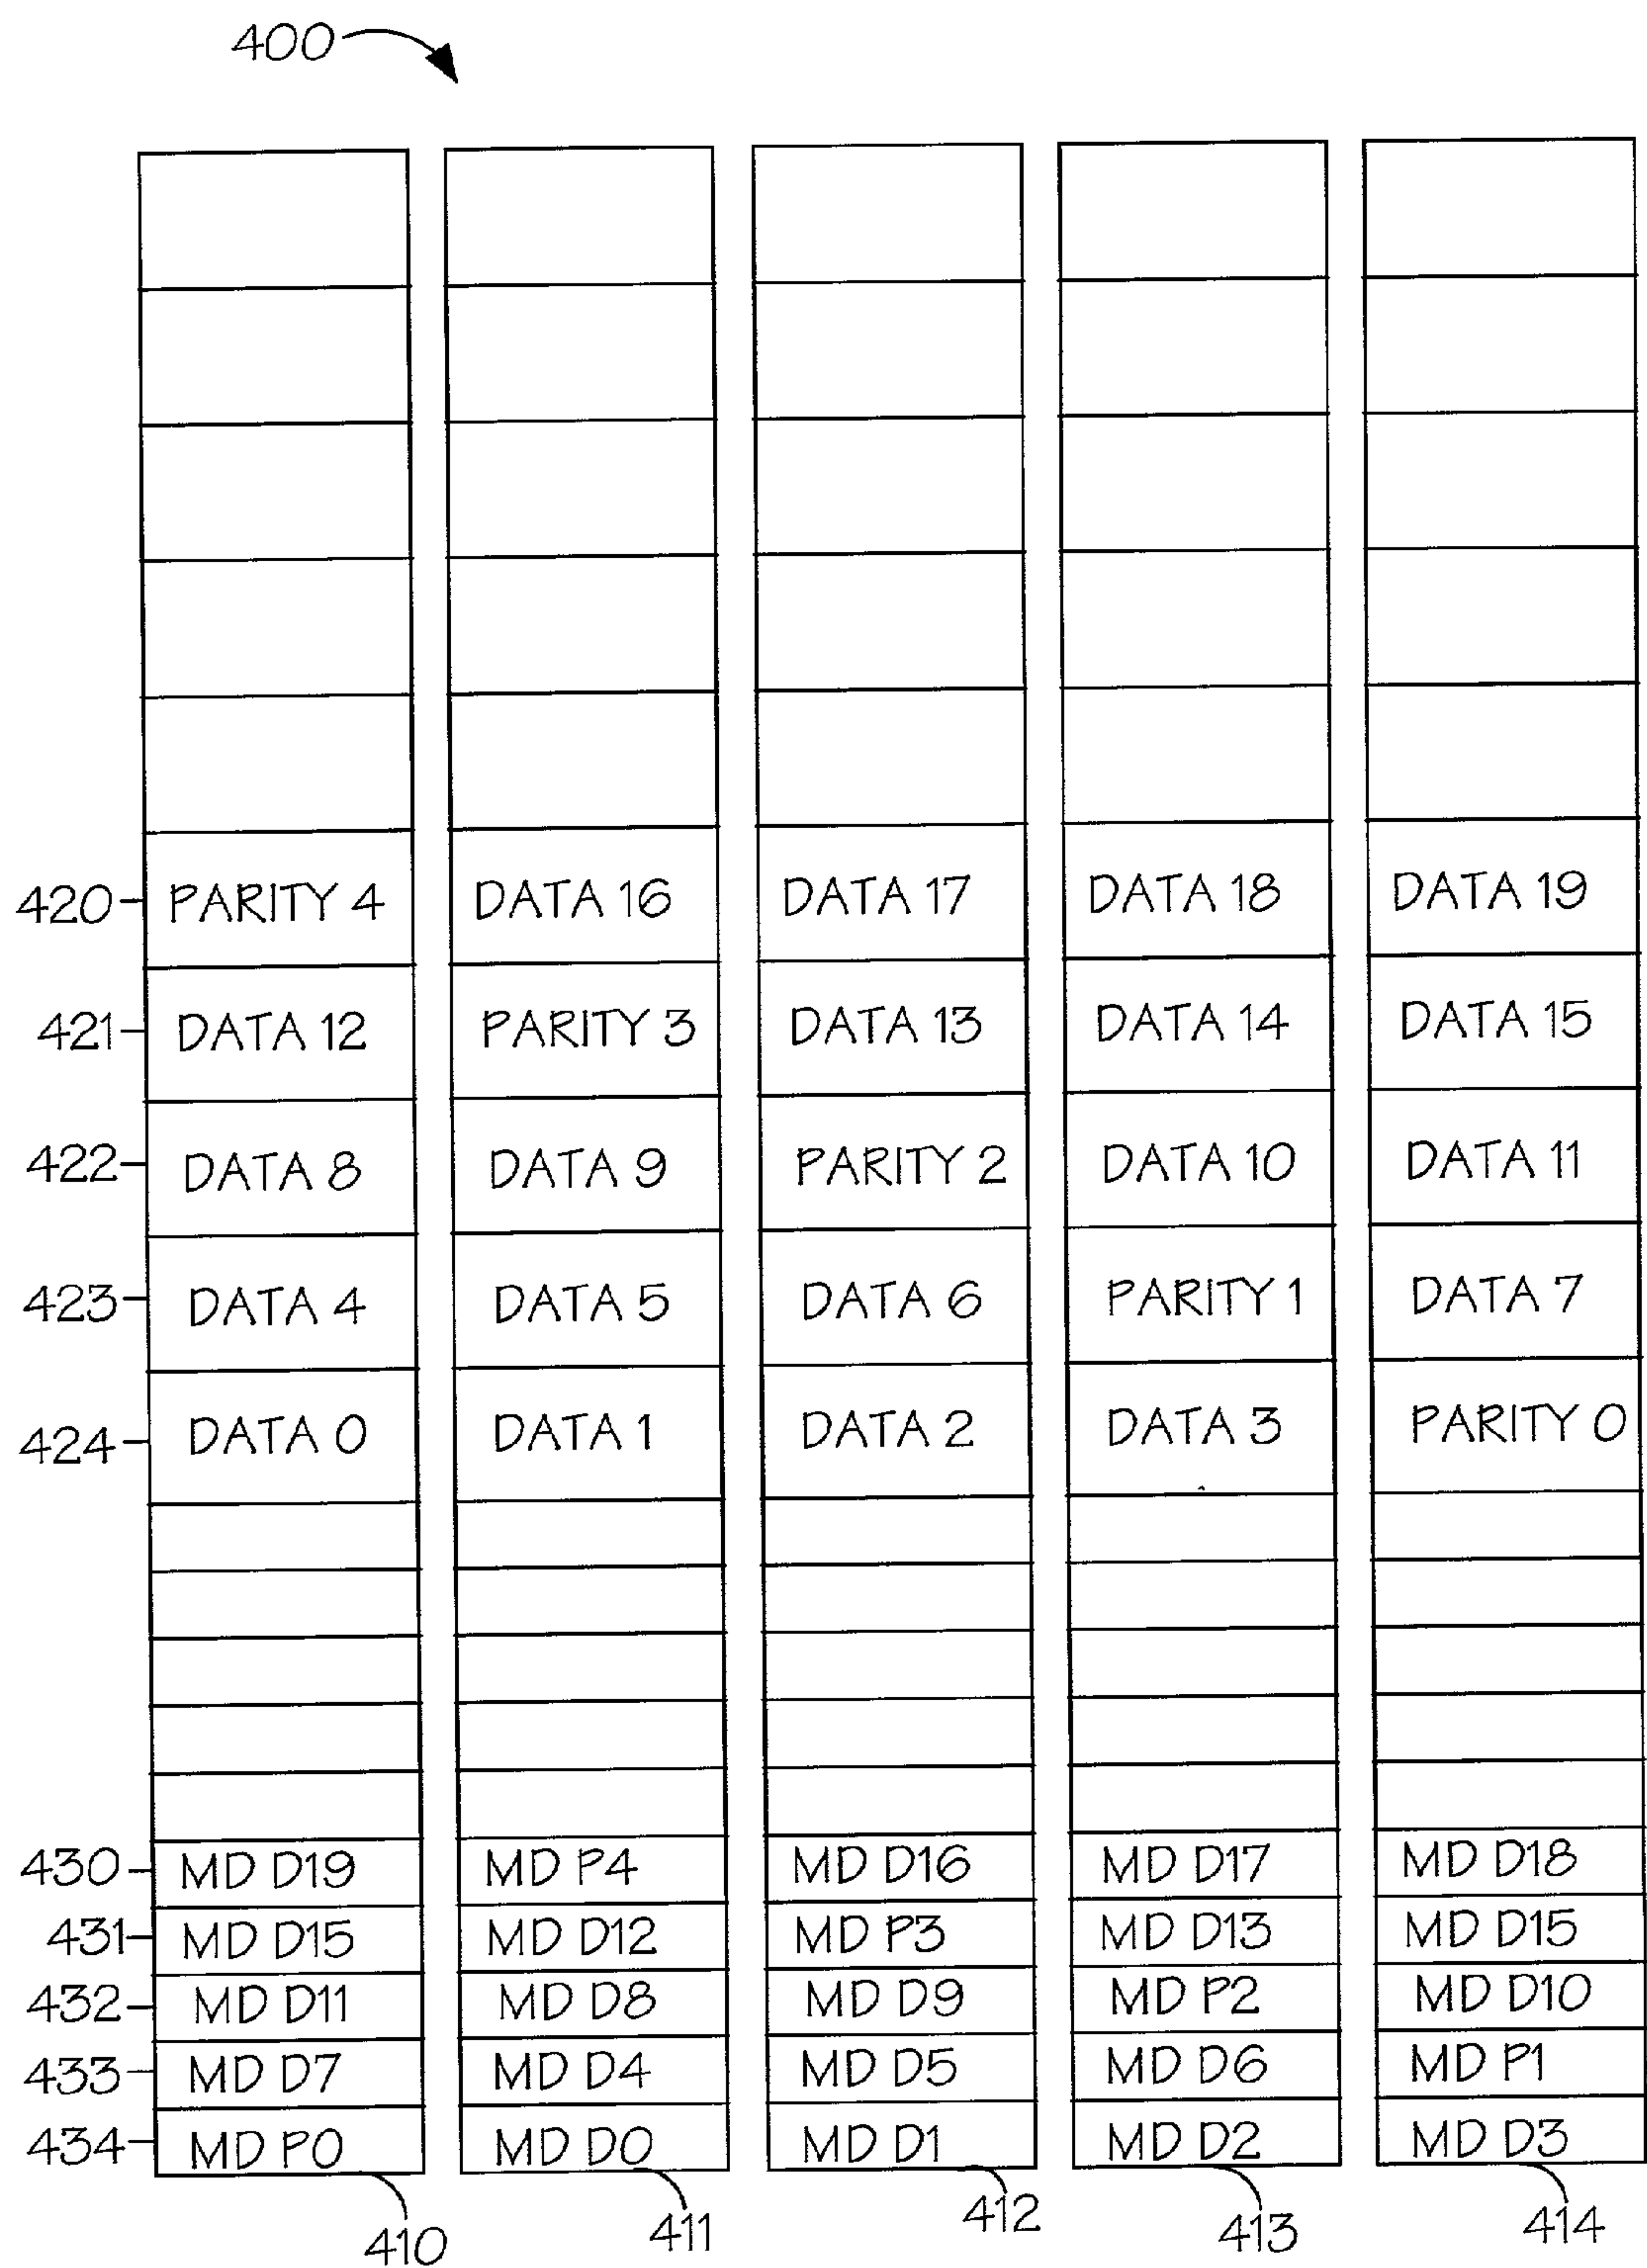 400
420 PARITY 4 DATA 16 DATA 17 DATA 18 DATA 19
421 DATA 12 PARITY 3 DATA 13 DATA 14 DATA 15
422 DATA 8 DATA 9 PARITY 2 DATA 10 DATA 11
423 DATA 4 DATA 5 DATA 6 PARITY 1 DATA 7
424 DATA 0 DATA 1 DATA 2 DATA 3 PARITY 0
430 MD D19 MD P4 MD D16 MD D17 MD D18
431 MD D15 MD D12 MD P3 MD D13 MD D15
432 MD D11 MD D8 MD D9 MD P2 MD D10
433 MD D7 MD D4 MD D5 MD D6 MD P1
434 MD P0 MD D0 MD D1 MD D2 MD D3
410 411 412 413 414